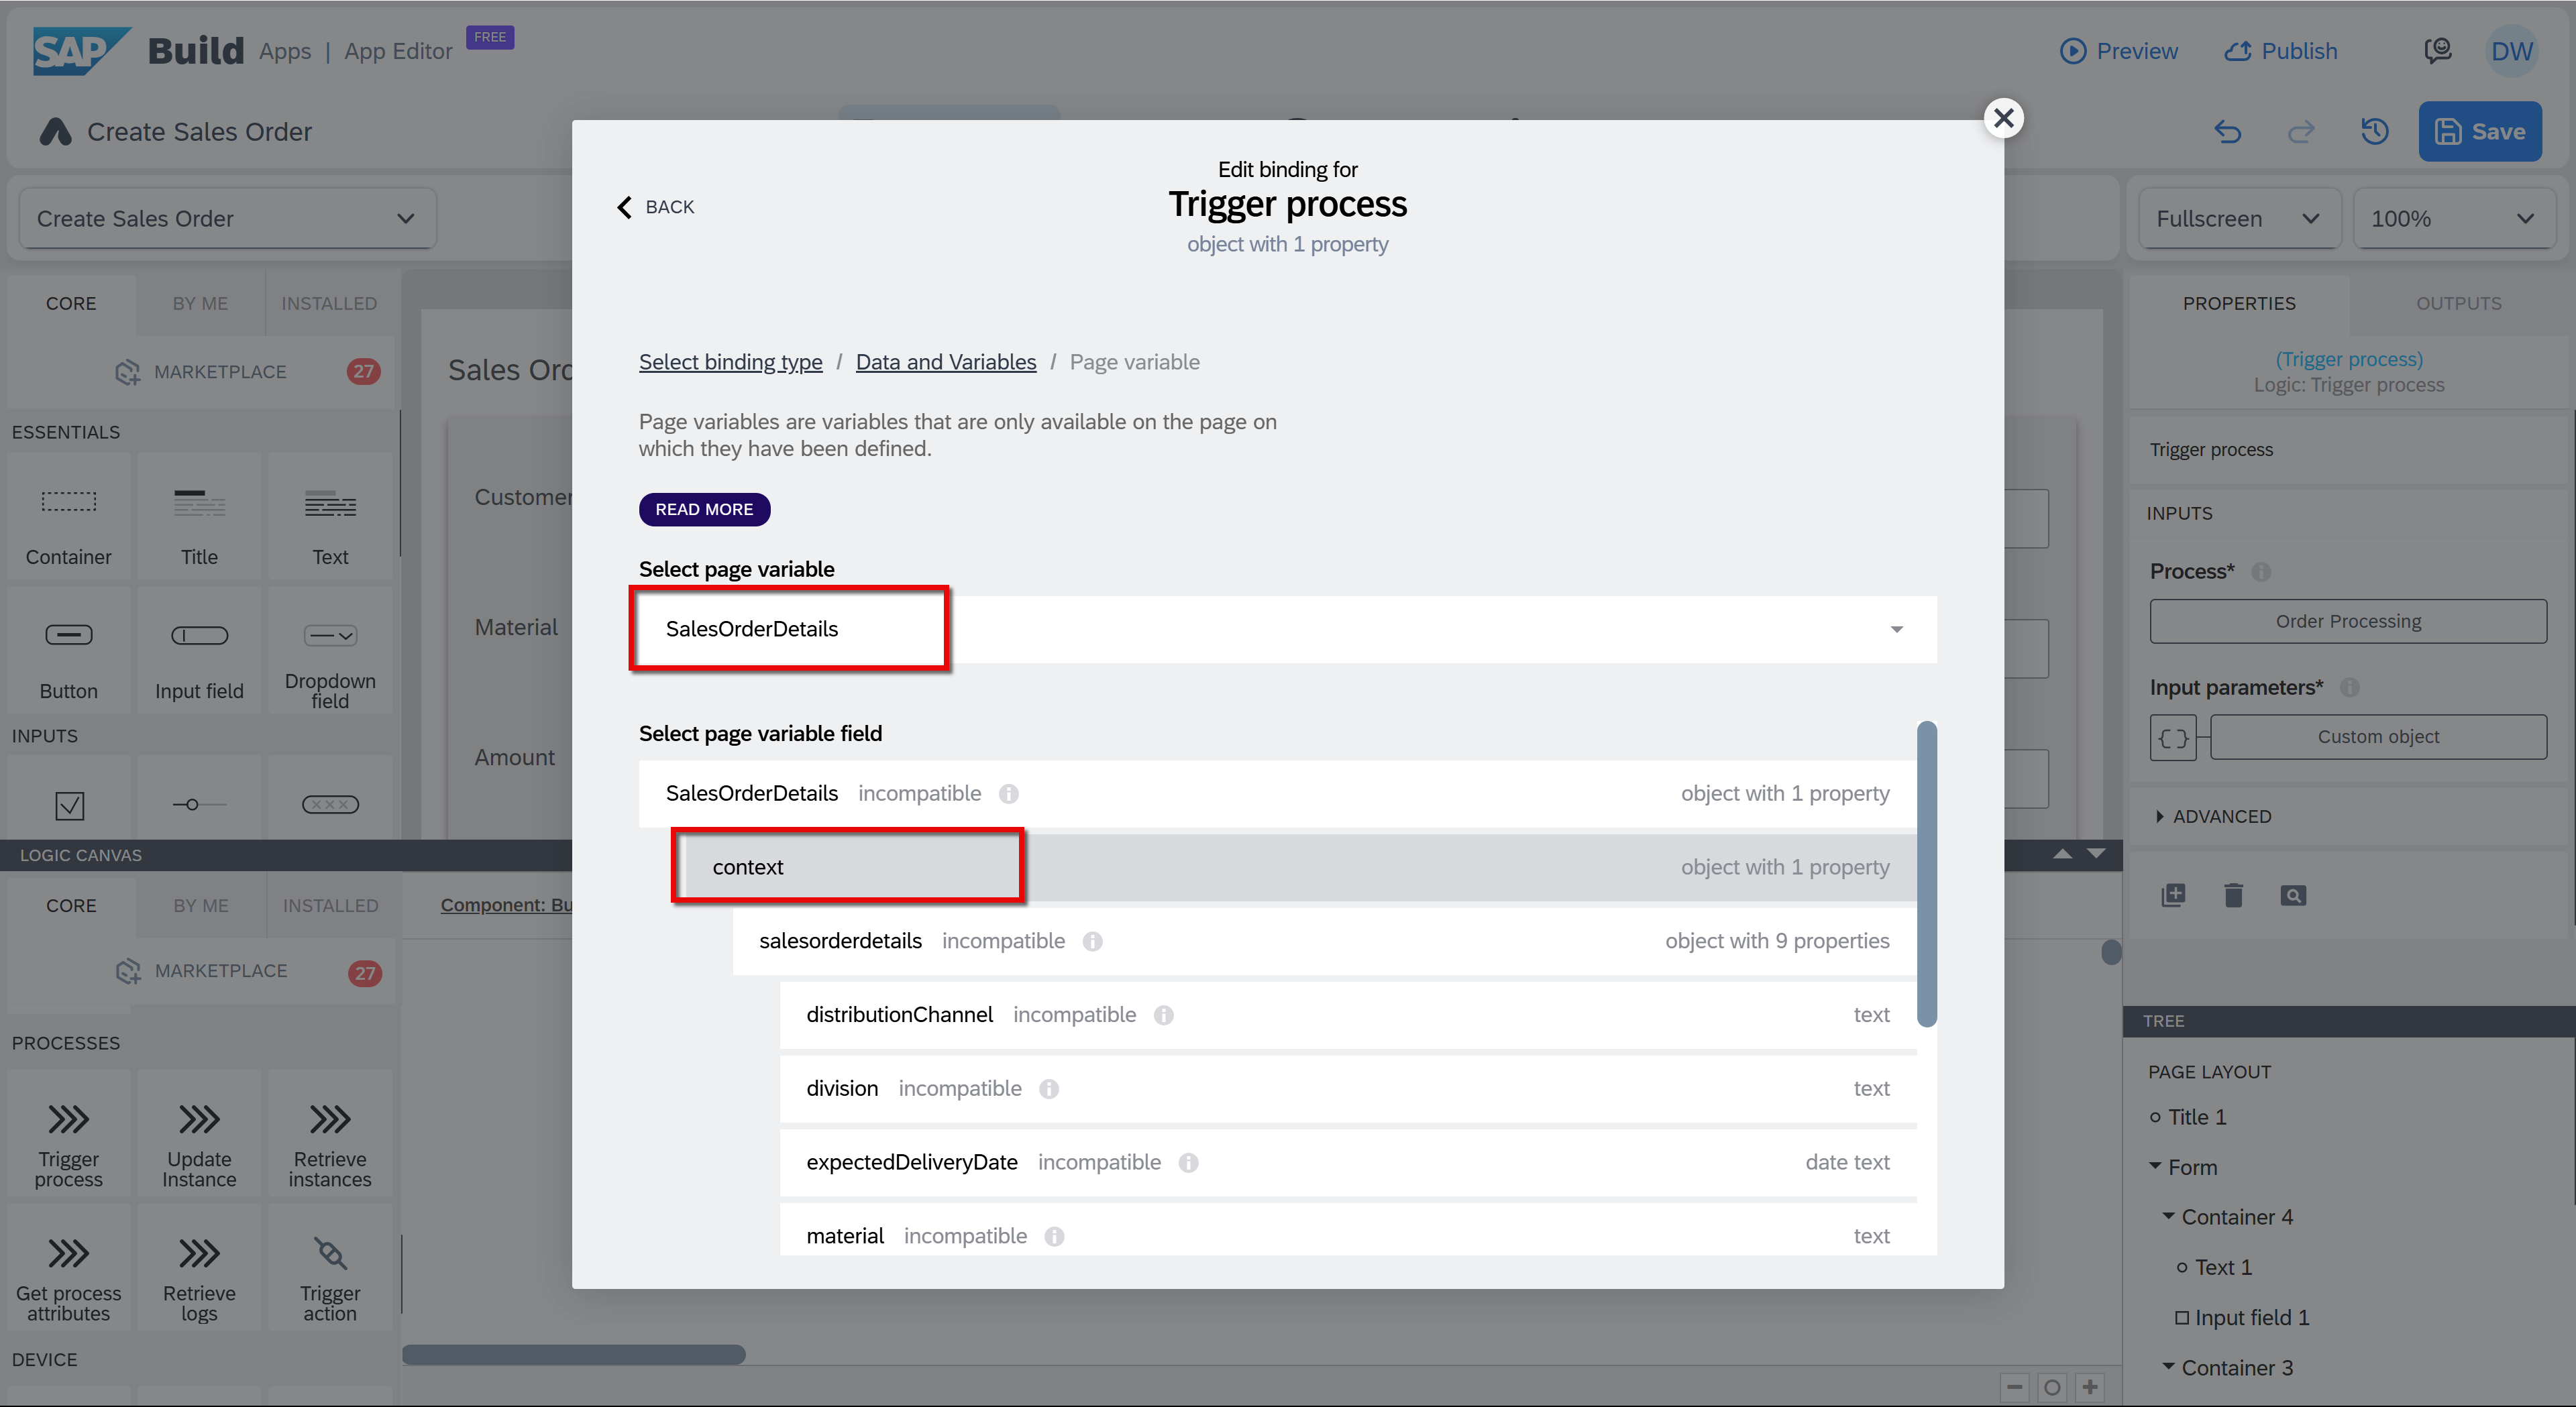 SAP Build Apps | App Editor FREE
Preview Publish DW
Create Sales Order
Save
Create Sales Order
Fullscreen
100%
CORE BY ME INSTALLED
MARKETPLACE 27
ESSENTIALS
Container
Title
Text
Button
Input field
Dropdown
field
INPUTS
LOGIC CANVAS
CORE BY ME INSTALLED
MARKETPLACE 27
PROCESSES
Trigger
process
Update
Instance
Retrieve
instances
Get process
attributes
Retrieve
logs
Trigger
action
DEVICE
Sales Ord
Customer
Material
Amount
Component: Bu
Edit binding for
BACK
Trigger process
object with 1 property
Select binding type / Data and Variables / Page variable
Page variables are variables that are only available on the page on
which they have been defined.
READ MORE
Select page variable
SalesOrderDetails
Select page variable field
SalesOrderDetails incompatible object with 1 property
context object with 1 property
salesorderdetails incompatible object with 9 properties
distributionChannel incompatible text
division incompatible text
expectedDeliveryDate incompatible date text
material incompatible text
PROPERTIES OUTPUTS
(Trigger process)
Logic: Trigger process
Trigger process
INPUTS
Process*
Order Processing
Input parameters*
{ } Custom object
ADVANCED
TREE
PAGE LAYOUT
Title 1
Form
Container 4
Text 1
Input field 1
Container 3